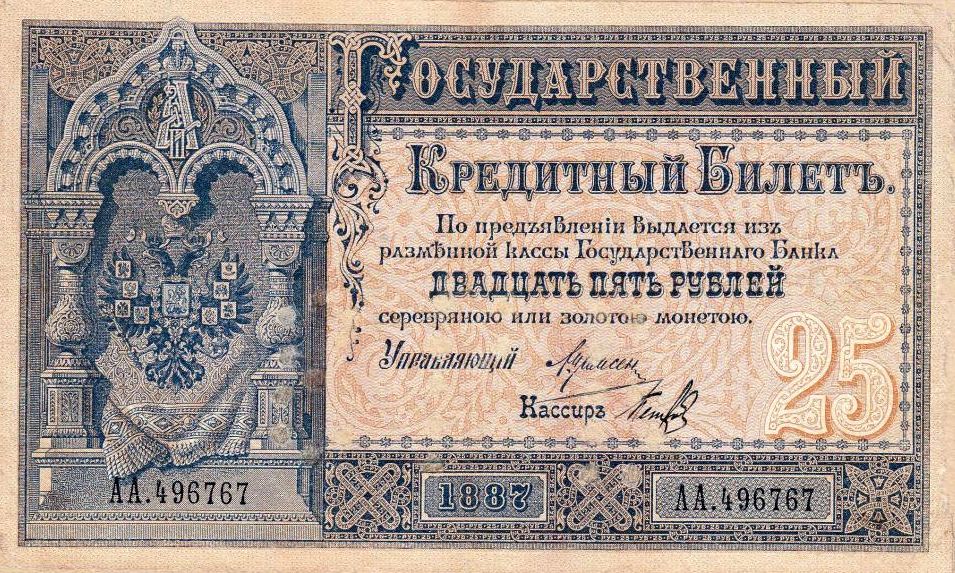 Государственный
Кредитный Билетъ.
По предъявленіи выдается изъ
размѣнной кассы Государственнаго Банка
ДВАДЦАТЬ ПЯТЬ РУБЛЕЙ
серебряною или золотою монетою.
Управляющій
Кассиръ
25
АА.496767
1887
АА.496767